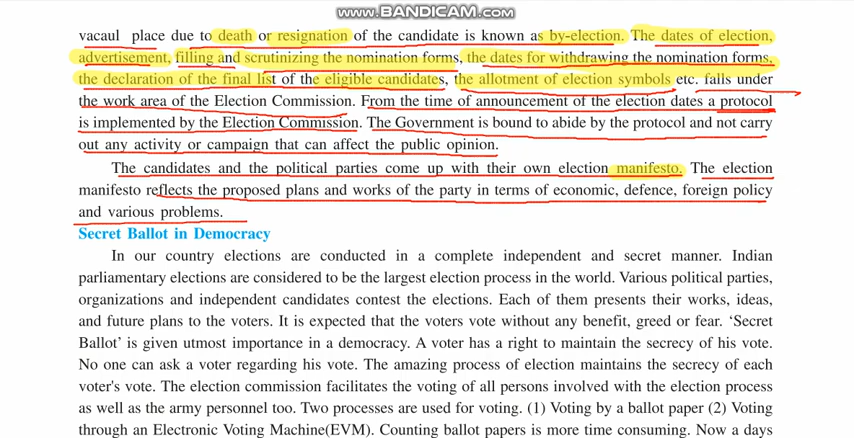 www.BANDICAM.com
vacaul place due to death or resignation of the candidate is known as by-election. The dates of election,
advertisement, filling and scrutinizing the nomination forms, the dates for withdrawing the nomination forms,
the declaration of the final list of the eligible candidates, the allotment of election symbols etc. falls under
the work area of the Election Commission. From the time of announcement of the election dates a protocol
is implemented by the Election Commission. The Government is bound to abide by the protocol and not carry
out any activity or campaign that can affect the public opinion.
The candidates and the political parties come up with their own election manifesto. The election
manifesto reflects the proposed plans and works of the party in terms of economic, defence, foreign policy
and various problems.
Secret Ballot in Democracy
In our country elections are conducted in a complete independent and secret manner. Indian
parliamentary elections are considered to be the largest election process in the world. Various political parties,
organizations and independent candidates contest the elections. Each of them presents their works, ideas,
and future plans to the voters. It is expected that the voters vote without any benefit, greed or fear. ‘Secret
Ballot’ is given utmost importance in a democracy. A voter has a right to maintain the secrecy of his vote.
No one can ask a voter regarding his vote. The amazing process of election maintains the secrecy of each
voter's vote. The election commission facilitates the voting of all persons involved with the election process
as well as the army personnel too. Two processes are used for voting. (1) Voting by a ballot paper (2) Voting
through an Electronic Voting Machine(EVM). Counting ballot papers is more time consuming. Now a days